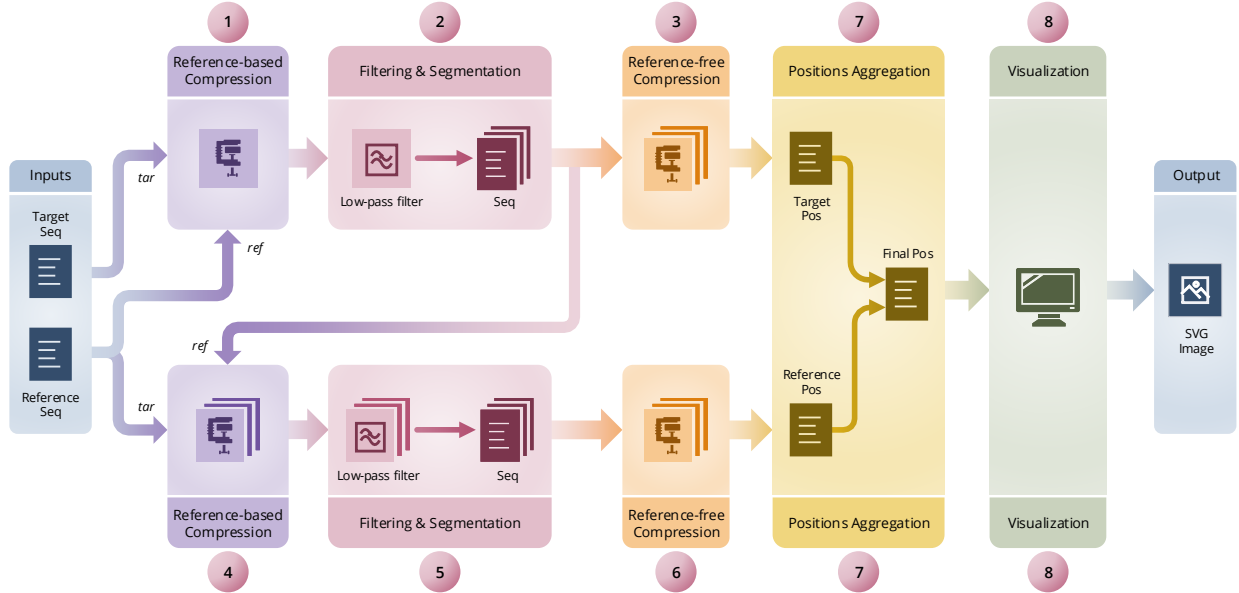 1
2
3
7
8
Reference-based
Compression
Filtering & Segmentation
Reference-free
Compression
Positions Aggregation
Visualization
Inputs
Target
Seq
Reference
Seq
tar
ref
Low-pass filter
Seq
Target
Pos
Final Pos
Reference
Pos
Output
SVG
Image
ref
tar
Low-pass filter
Seq
Reference-based
Compression
Filtering & Segmentation
Reference-free
Compression
Positions Aggregation
Visualization
4
5
6
7
8